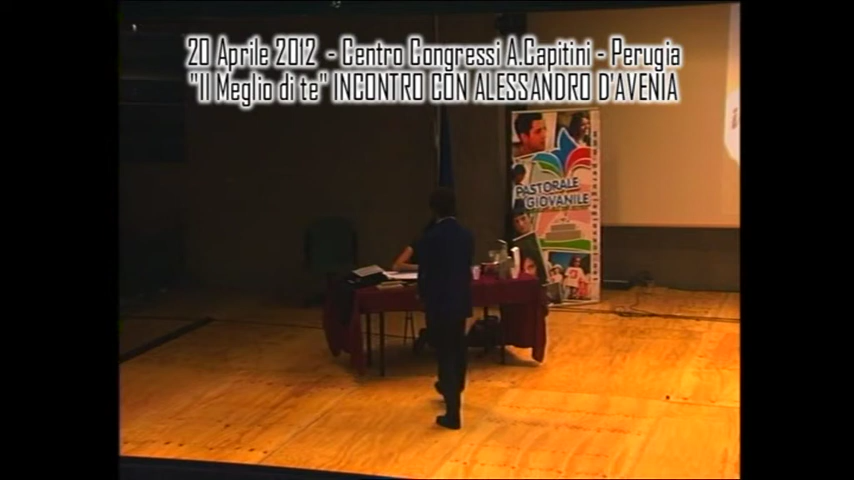 20 Aprile 2012 - Centro Congressi A.Capitini - Perugia
"Il Meglio di te" INCONTRO CON ALESSANDRO D'AVENIA
PASTORALE
GIOVANILE